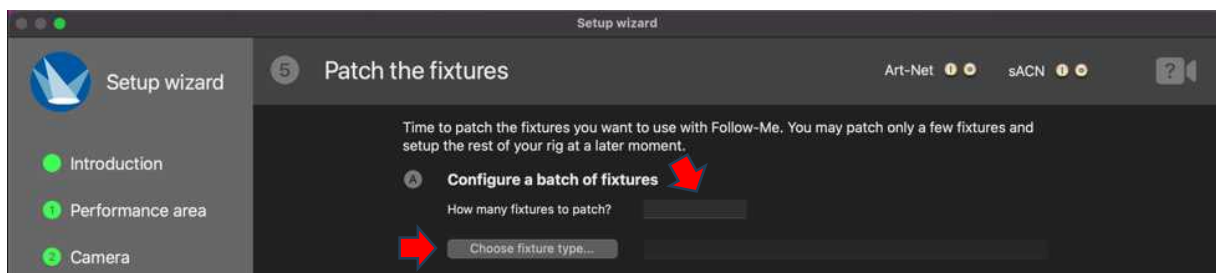 Setup wizard
Setup wizard
5 Patch the fixtures
Art-Net
sACN
?
Time to patch the fixtures you want to use with Follow-Me. You may patch only a few fixtures and
setup the rest of your rig at a later moment.
Introduction
A Configure a batch of fixtures
1 Performance area
How many fixtures to patch?
2 Camera
Choose fixture type...